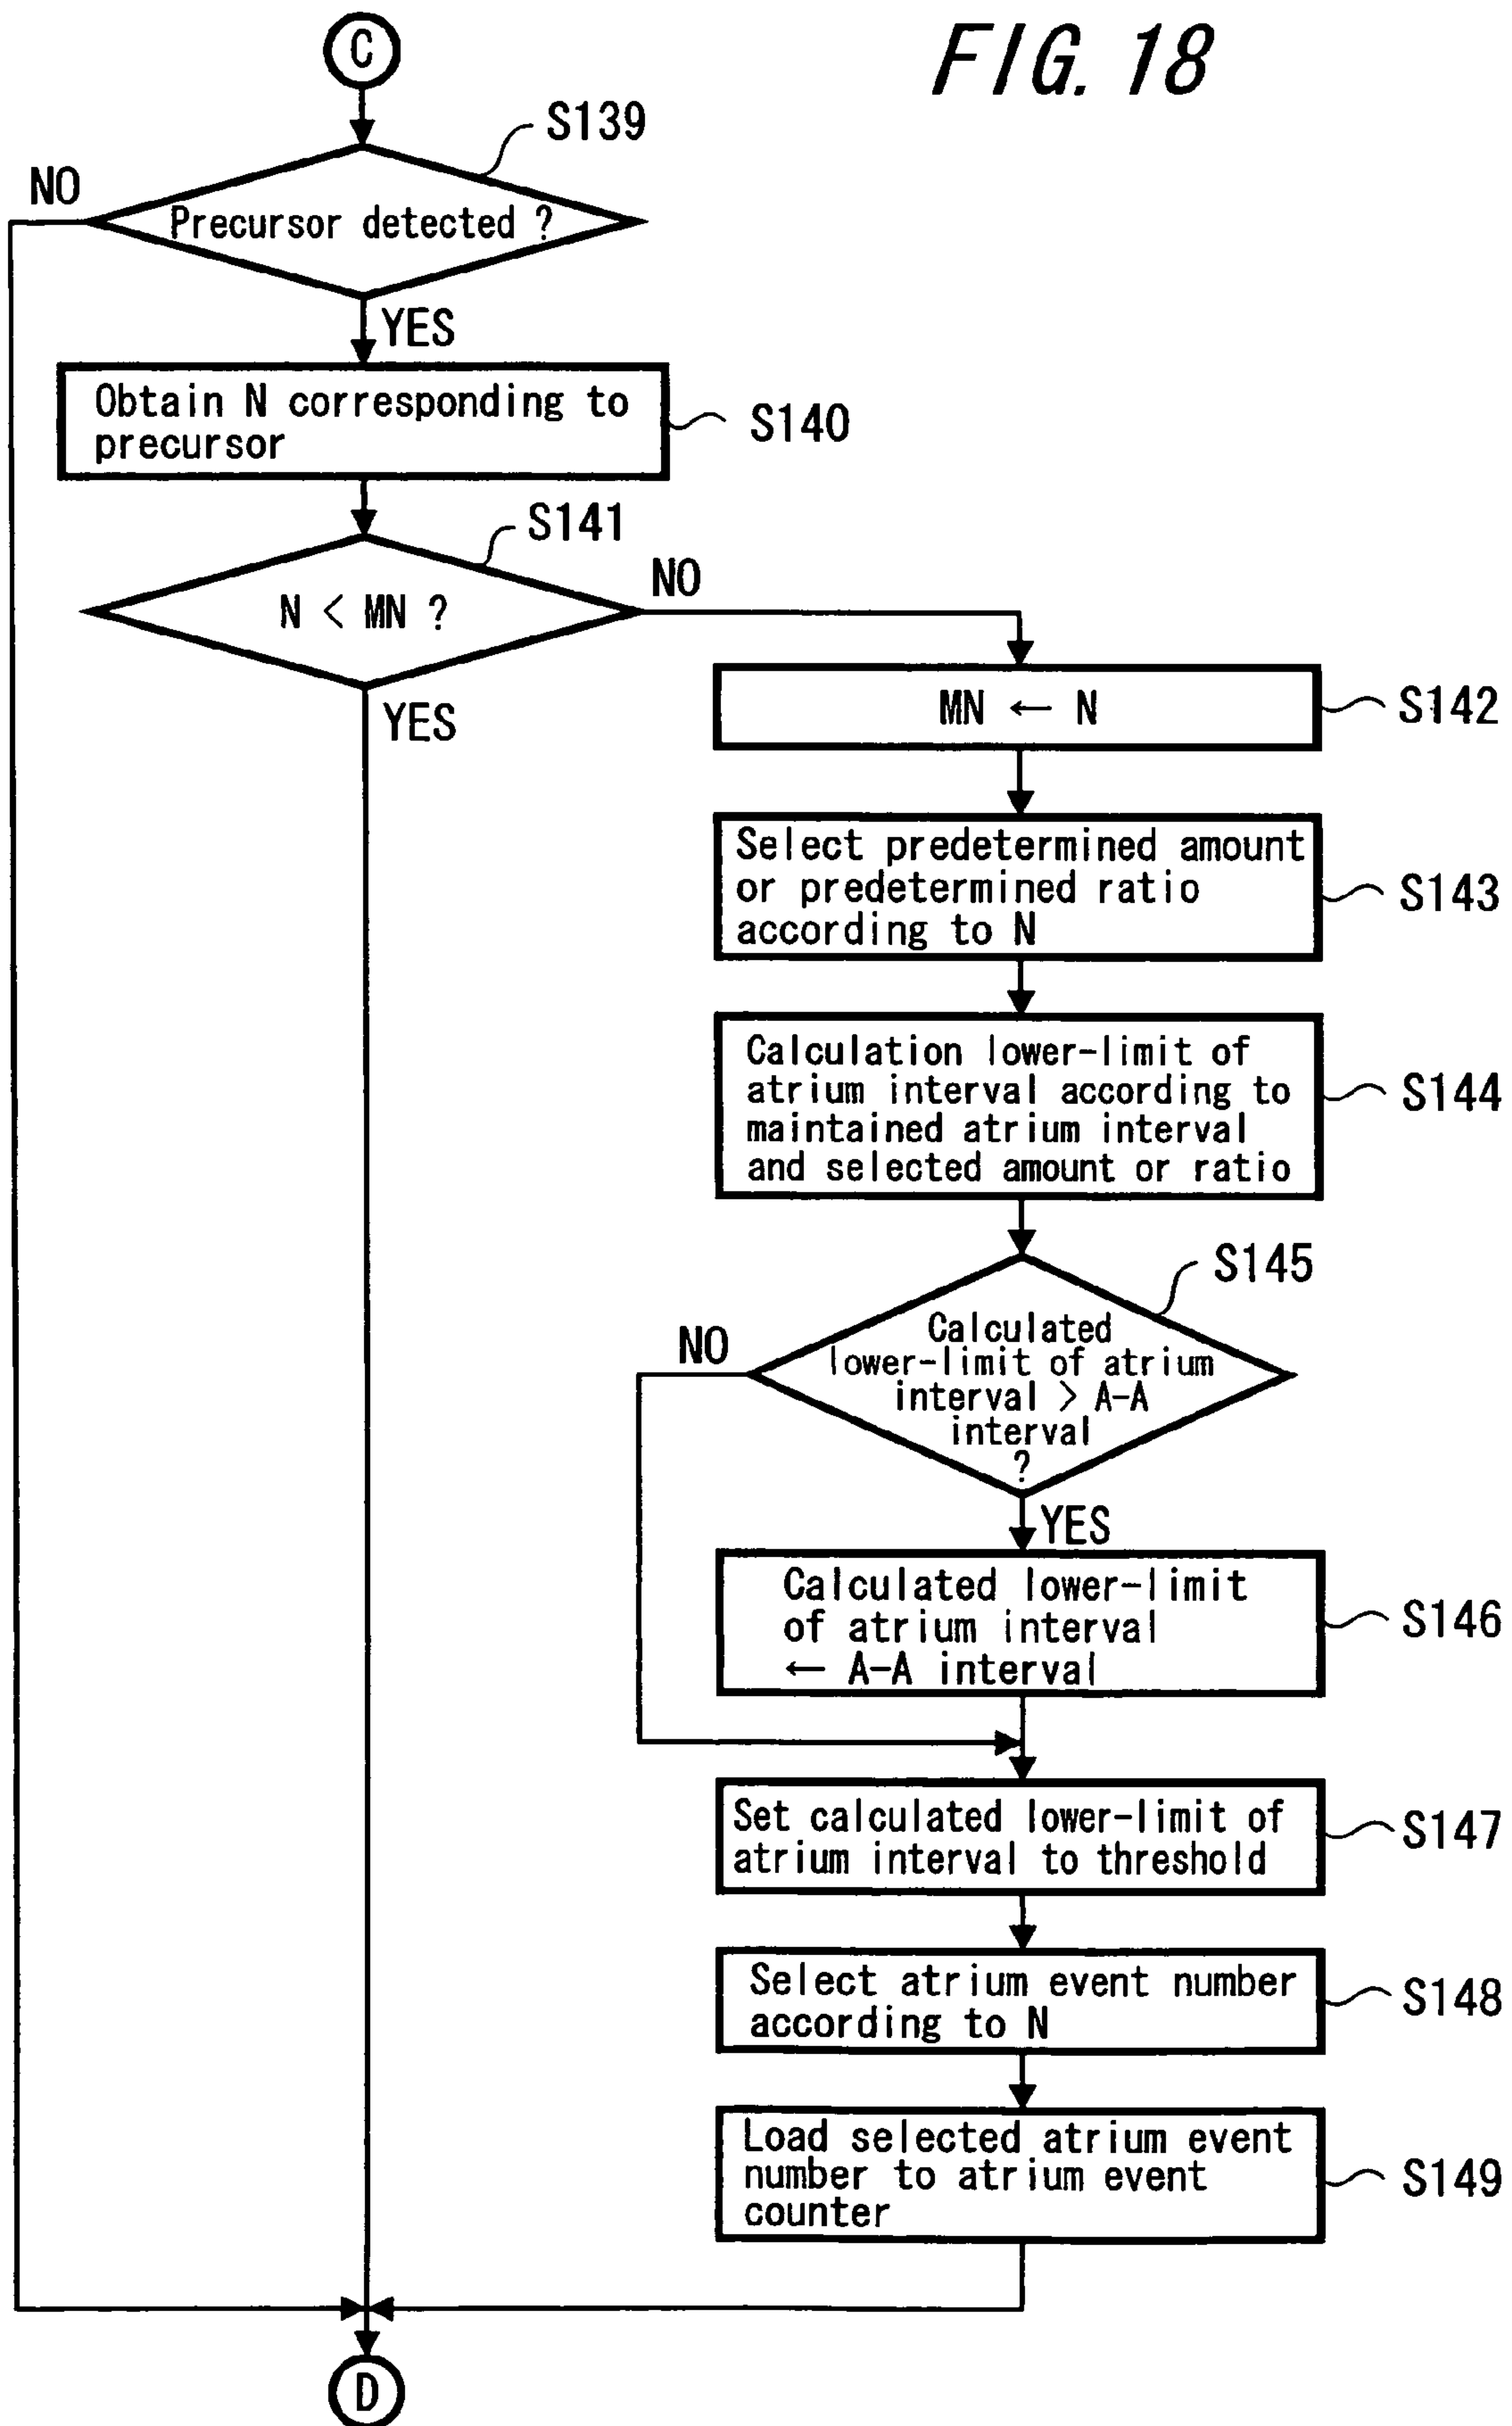 FIG. 18
C
S139
NO
Precursor detected ?
YES
Obtain N corresponding to
precursor
S140
S141
N < MN ?
NO
YES
MN ← N
S142
Select predetermined amount
or predetermined ratio
according to N
S143
Calculation lower-limit of
atrium interval according to
maintained atrium interval
and selected amount or ratio
S144
S145
NO
Calculated
lower-limit of atrium
interval > A-A
interval
?
YES
Calculated lower-limit
of atrium interval
← A-A interval
S146
Set calculated lower-limit of
atrium interval to threshold
S147
Select atrium event number
according to N
S148
Load selected atrium event
number to atrium event
counter
S149
D